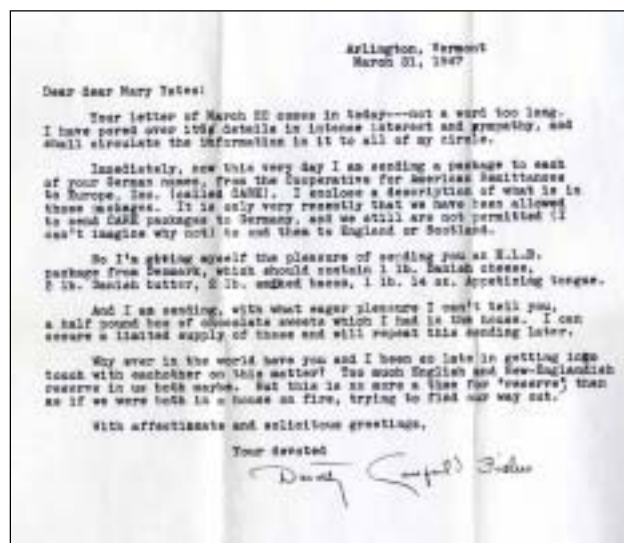 Arlington, Vermont
March 31, 1947
Dear dear Mary Yates:
Your letter of March 22 comes in today---not a word too long.
I have pored over its details in intense interest and sympathy, and
shall circulate the information in it to all of my circle.
Immediately, now this very day I am sending a package to each
of your German names, from the Cooperative for American Remittances
to Europe, Inc. (called CARE). I enclose a description of what is in
those packages. It is only very recently that we have been allowed
to send CARE packages to Germany, and we still are not permitted (I
can't imagine why not) to send them to England or Scotland.
So I'm giving myself the pleasure of sending you an
package from Denmark, which should contain 1 lb. Danish cheese,
2 lb. Danish butter, 2 lb. smoked bacon, 1 lb. 14 oz. Appetizing tongue.
And I am sending, with what eager pleasure I can't tell you,
a half pound box of chocolate sweets which I had in the house. I can
secure a limited supply of those and will repeat this sending later.
Why ever in the world have you and I been so late in getting into
touch with eachother on this matter? Too much English and New-Englandish
reserve in us both maybe. But this is no more a time for "reserve" than
as if we were both in a house on fire, trying to find our way out.
With affectionate and solicitous greetings,
Your devoted
Dorothy Canfield Fisher